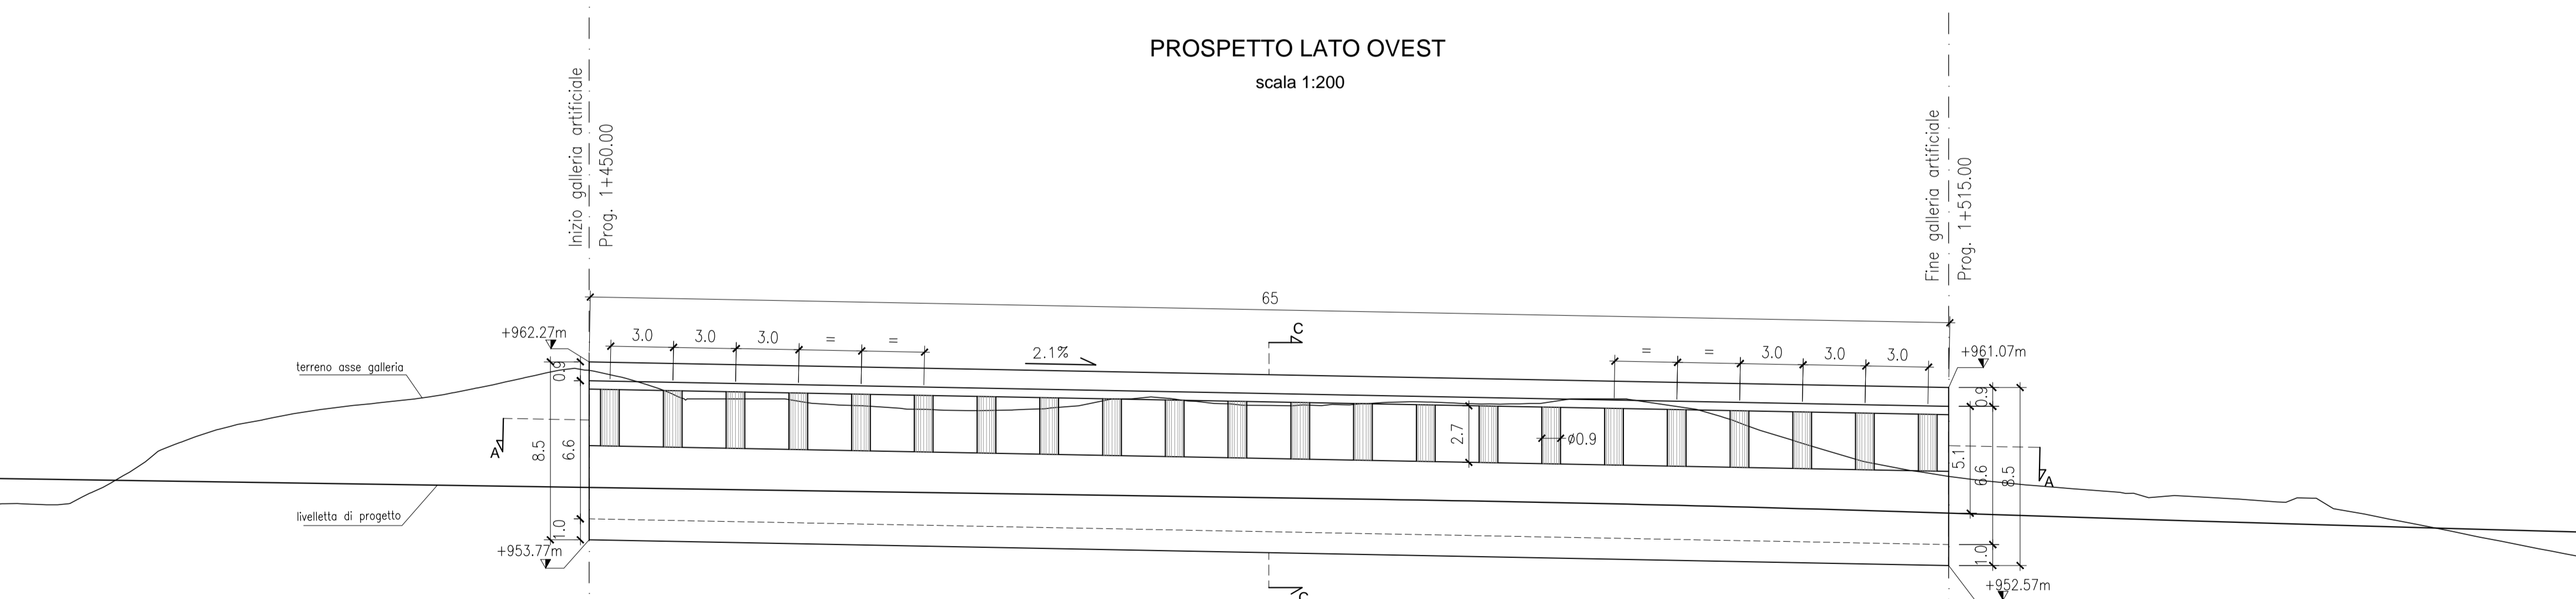 PROSPETTO LATO OVEST
scala 1:200
Inizio galleria artificiale
Prog. 1+450.00
Fine galleria artificiale
Prog. 1+515.00
65
+962.27m
3.0
3.0
3.0
=
=
2.1%
C
=
=
3.0
3.0
3.0
+961.07m
terreno asse galleria
0.9
0.9
A
8.5
6.6
2.7
ø0.9
5.1
6.6
8.5
A
livelletta di progetto
1.0
+953.77m
1.0
+952.57m
C